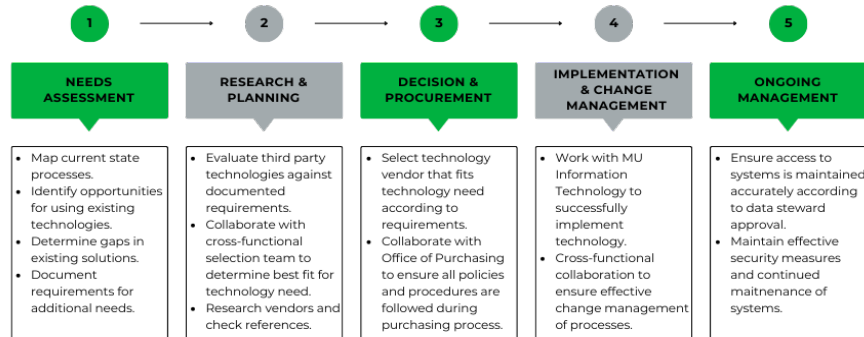 1
2
3
4
5
NEEDS
ASSESSMENT
RESEARCH &
PLANNING
DECISION &
PROCUREMENT
IMPLEMENTATION
& CHANGE
MANAGEMENT
ONGOING
MANAGEMENT
• Map current state
processes.
• Identify opportunities
for using existing
technologies.
• Determine gaps in
existing solutions.
• Document
requirements for
additional needs.
• Evaluate third party
technologies against
documented
requirements.
• Collaborate with
cross-functional
selection team to
determine best fit for
technology need.
• Research vendors and
check references.
• Select technology
vendor that fits
technology need
according to
requirements.
• Collaborate with
Office of Purchasing
to ensure all policies
and procedures are
followed during
purchasing process.
• Work with MU
Information
Technology to
successfully
implement
technology.
• Cross-functional
collaboration to
ensure effective
change management
of processes.
• Ensure access to
systems is maintained
accurately according
to data steward
approval.
• Maintain effective
security measures
and continued
maitnenance of
systems.